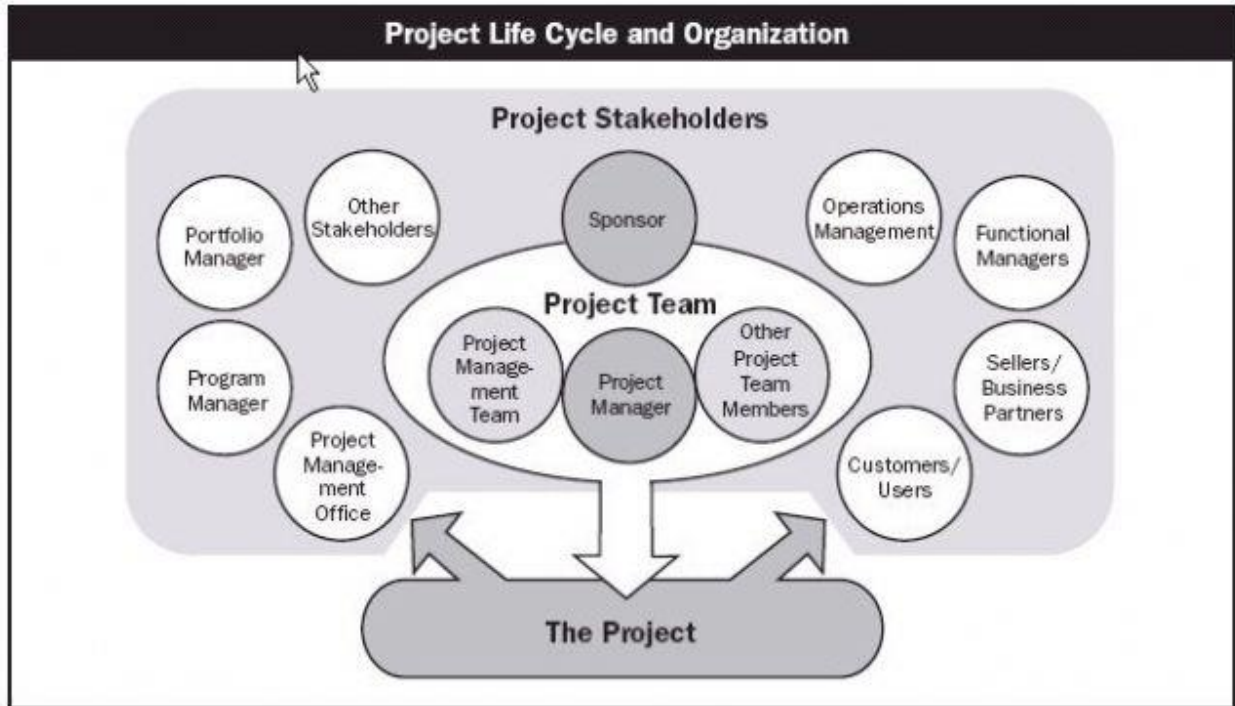 Project Life Cycle and Organization
Project Stakeholders
Portfolio
Manager
Other
Stakeholders
Sponsor
Operations
Management
Functional
Managers
Project Team
Program
Manager
Project
Manage-
ment
Team
Project
Manager
Other
Project
Team
Members
Sellers/
Business
Partners
Project
Manage-
ment
Office
Customers/
Users
The Project